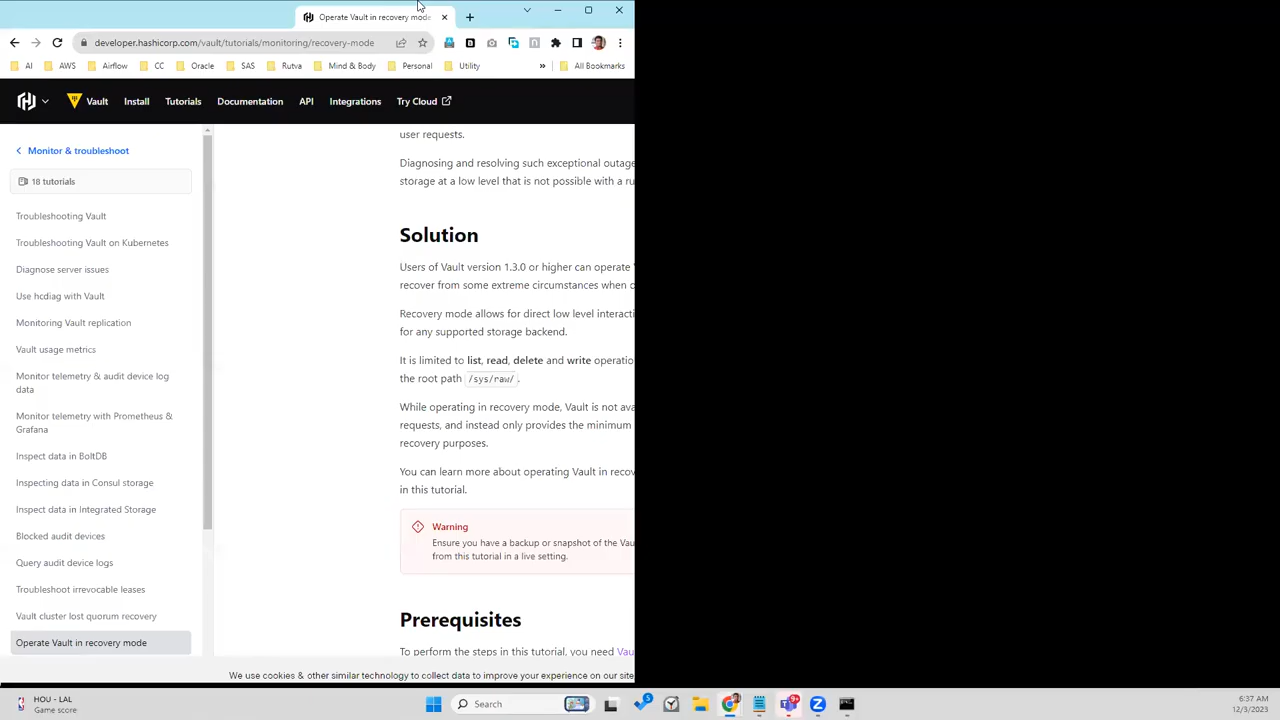 Operate Vault in recovery mode
developer.hashicorp.com/vault/tutorials/monitoring/recovery-mode
AI AWS Airflow CC Oracle SAS Rutva Mind & Body Personal Utility » All Bookmarks
Vault Install Tutorials Documentation API Integrations Try Cloud
Monitor & troubleshoot
18 tutorials
Troubleshooting Vault
Troubleshooting Vault on Kubernetes
Diagnose server issues
Use hcdiag with Vault
Monitoring Vault replication
Vault usage metrics
Monitor telemetry & audit device log
data
Monitor telemetry with Prometheus &
Grafana
Inspect data in BoltDB
Inspecting data in Consul storage
Inspect data in Integrated Storage
Blocked audit devices
Query audit device logs
Troubleshoot irrevocable leases
Vault cluster lost quorum recovery
Operate Vault in recovery mode
user requests.
Diagnosing and resolving such exceptional outage
storage at a low level that is not possible with a ru
Solution
Users of Vault version 1.3.0 or higher can operate
recover from some extreme circumstances when o
Recovery mode allows for direct low level interacti
for any supported storage backend.
It is limited to list, read, delete and write operatio
the root path /sys/raw/.
While operating in recovery mode, Vault is not ava
requests, and instead only provides the minimum
recovery purposes.
You can learn more about operating Vault in recov
in this tutorial.
Warning
Ensure you have a backup or snapshot of the Vau
from this tutorial in a live setting.
Prerequisites
To perform the steps in this tutorial, you need Vau
We use cookies & other similar technology to collect data to improve your experience on our site
HOU - LAL
Game score
Search
5
9+
6:37 AM
12/3/2023